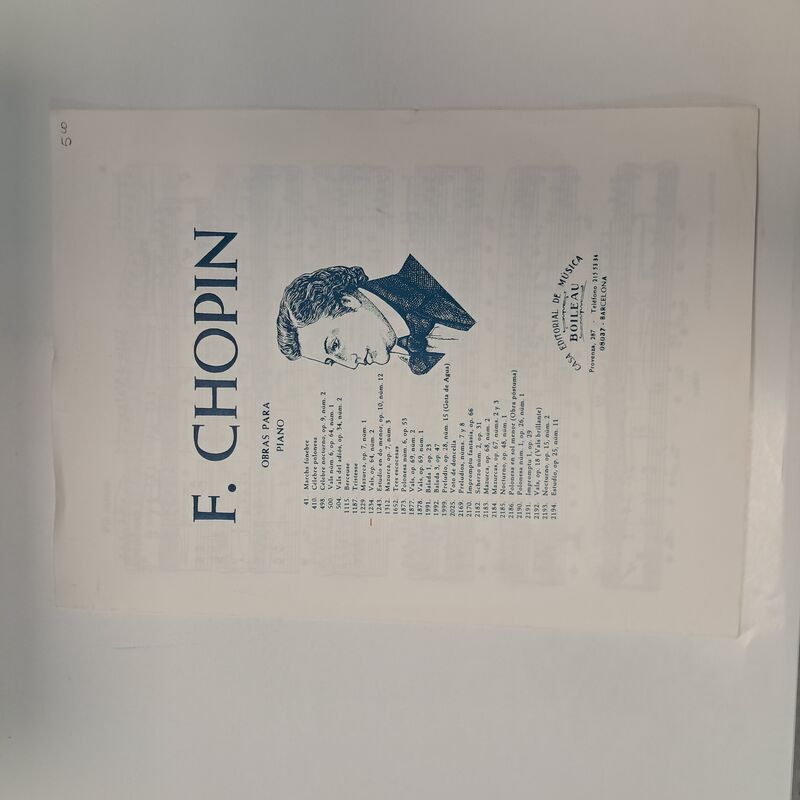 5 8
F. CHOPIN
OBRAS PARA
PIANO
41 Marcha fúnebre
410 Célebre polonesa
498 Célebre nocturno, op. 9, núm. 2
500 Vals núm. 6, op. 64, núm. 1
504 Vals del adiós, op. 34, núm. 2
1115 Berceuse
1187 Tristesse
1229 Mazurca, op. 7, núm. 1
1234 Vals, op. 64, núm. 2
1243 Estudio en do menor, op. 10, núm. 12
1312 Mazurca, op. 7, núm. 3
1652 Tres escocesas
1873 Polonesa núm. 6, op. 53
1877 Vals, op. 69, núm. 2
1878 Vals, op. 69, núm. 1
1991 Balada 1, op. 23
1992 Balada 3, op. 47
1999 Preludio, op. 28, núm. 15 (Gota de Agua)
2025 Voto de doncella
2169 Preludios, núms. 7 y 8
2170 Impromptu fantasía, op. 66
2182 Scherzo núm. 2, op. 31
2183 Mazurca, op. 68, núm. 2
2184 Mazurcas, op. 67, núms. 2 y 3
2185 Nocturno, op. 48, núm. 1
2186 Polonesa en sol menor (Obra póstuma)
2190 Polonesa núm. 1, op. 26, núm. 1
2191 Impromptu 1, op. 29
2192 Vals, op. 18 (Vals brillante)
2193 Nocturno, op. 15, núm. 2
2194 Estudio, op. 25, núm. 11
CASA EDITORIAL DE MÚSICA
BOILEAU
Provenza, 287 - Teléfono 215 53 34
08037 - BARCELONA